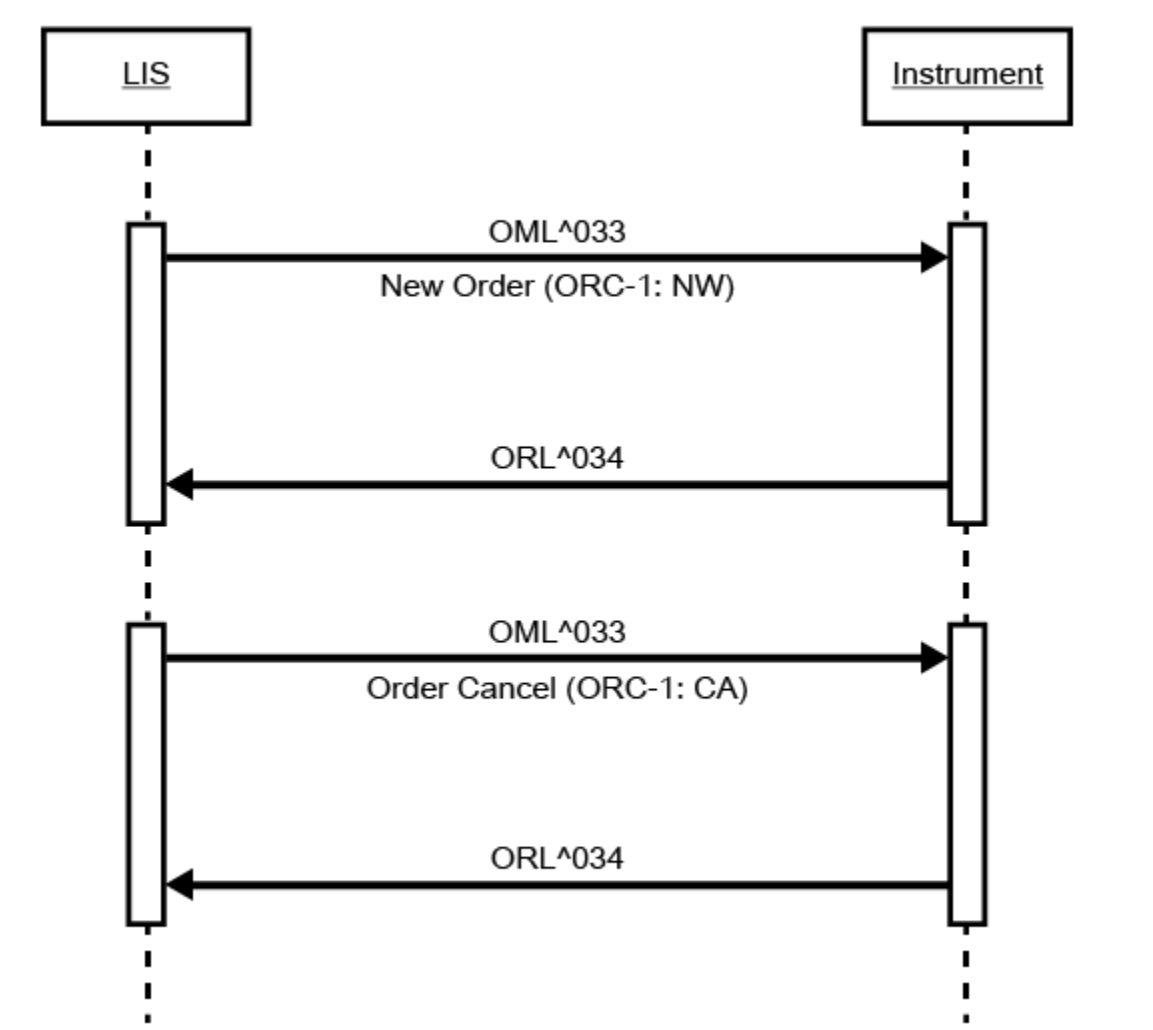 LIS
Instrument
OML^033
New Order (ORC-1: NW)
ORL^034
OML^033
Order Cancel (ORC-1: CA)
ORL^034